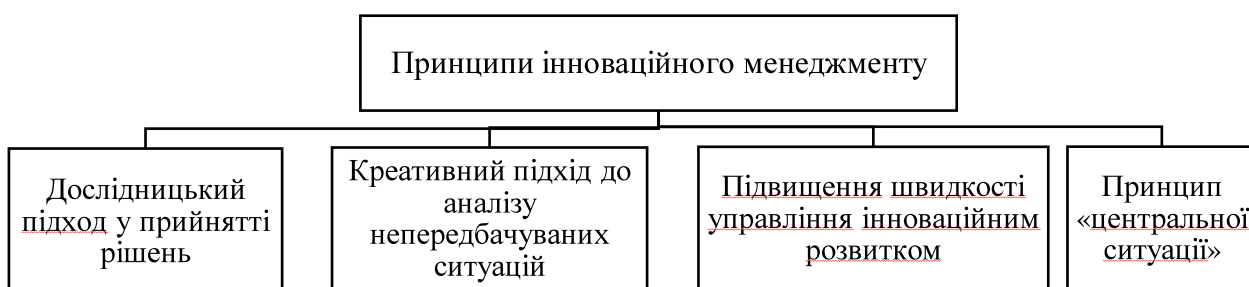 Принципи інноваційного менеджменту
Дослідницький
підход у прийнятті
рішень
Креативний підхід до
аналізу
непередбачуваних
ситуацій
Підвищення швидкості
управління інноваційним
розвитком
Принцип
«центральної
ситуації»